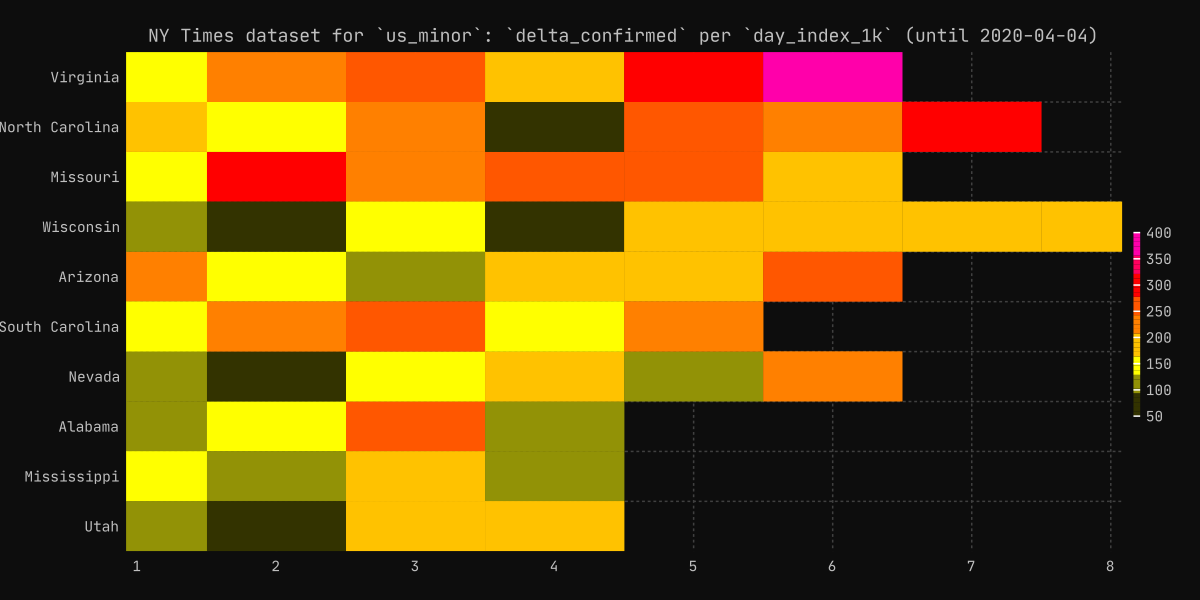 NY Times dataset for `us_minor`: `delta_confirmed` per `day_index_1k` (until 2020-04-04)
Virginia
North Carolina
Missouri
Wisconsin
Arizona
South Carolina
Nevada
Alabama
Mississippi
Utah
1 2 3 4 5 6 7 8
400
350
300
250
200
150
100
50